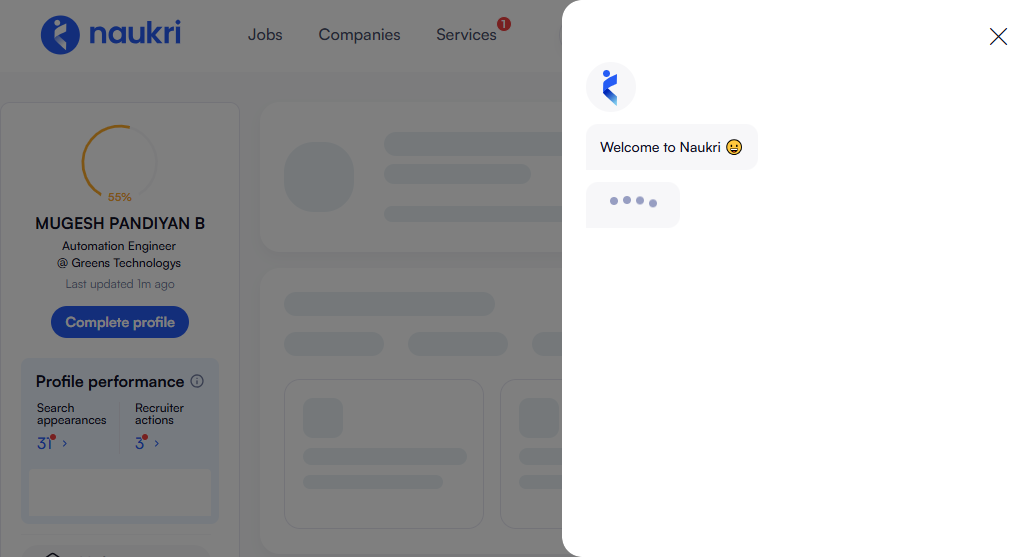 naukri
Jobs
Companies
Services
1
55%
MUGESH PANDIYAN B
Automation Engineer
@ Greens Technologys
Last updated 1m ago
Complete profile
Profile performance
Search appearances
31
Recruiter actions
3
Welcome to Naukri 😀